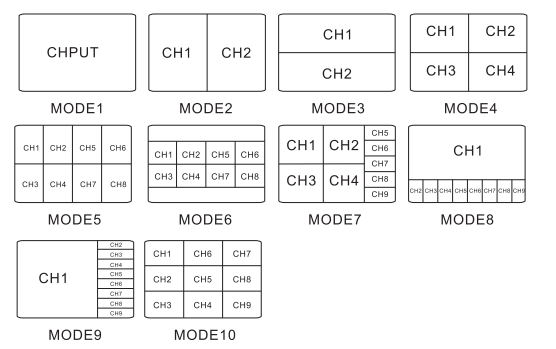 CHPUT
CH1 CH2
CH1
CH2
CH1 CH2
CH3 CH4
MODE1 MODE2 MODE3 MODE4
CH1 CH2 CH5 CH6
CH3 CH4 CH7 CH8
CH1 CH2 CH5 CH6
CH3 CH4 CH7 CH8
CH1 CH2
CH3 CH4
CH5
CH6
CH7
CH8
CH9
CH1
CH2 CH3 CH4 CH5 CH6 CH7 CH8 CH9
MODE5 MODE6 MODE7 MODE8
CH1
CH2
CH3
CH4
CH5
CH6
CH7
CH8
CH9
CH1 CH6 CH7
CH2 CH5 CH8
CH3 CH4 CH9
MODE9 MODE10